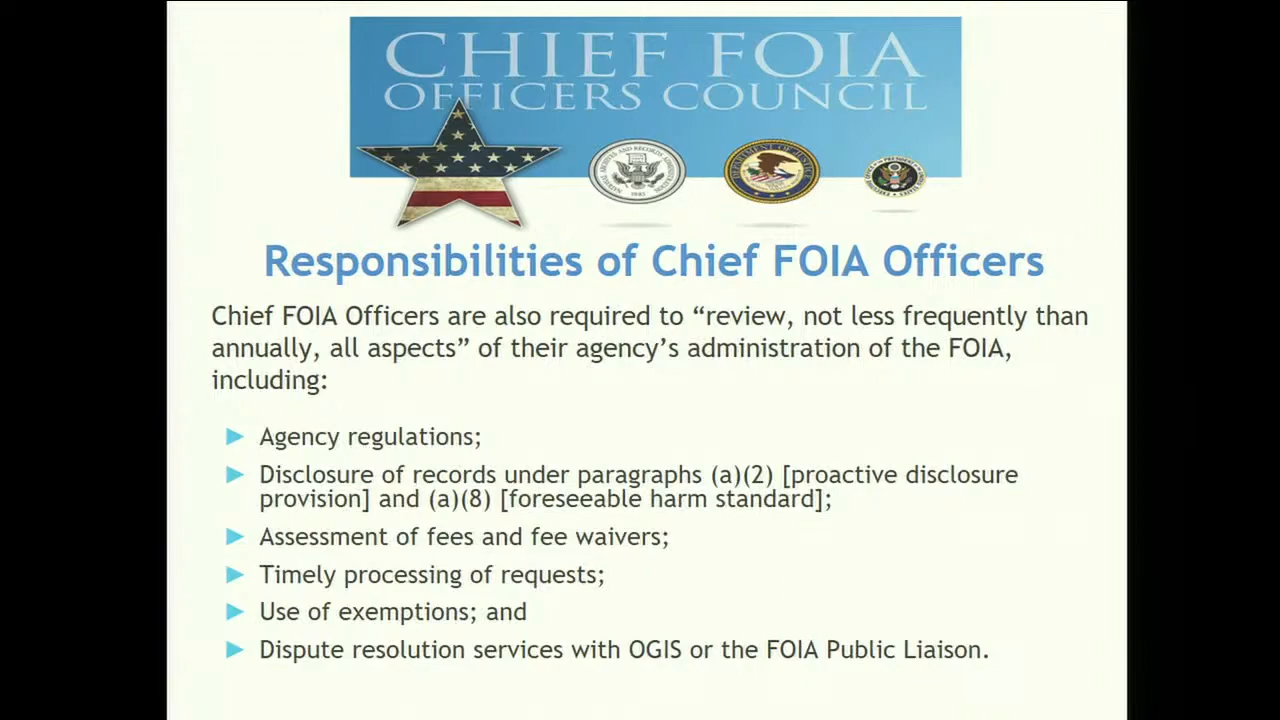 CHIEF FOIA
OFFICERS COUNCIL
Responsibilities of Chief FOIA Officers
Chief FOIA Officers are also required to “review, not less frequently than
annually, all aspects” of their agency’s administration of the FOIA,
including:
Agency regulations;
Disclosure of records under paragraphs (a)(2) [proactive disclosure
provision] and (a)(8) [foreseeable harm standard];
Assessment of fees and fee waivers;
Timely processing of requests;
Use of exemptions; and
Dispute resolution services with OGIS or the FOIA Public Liaison.